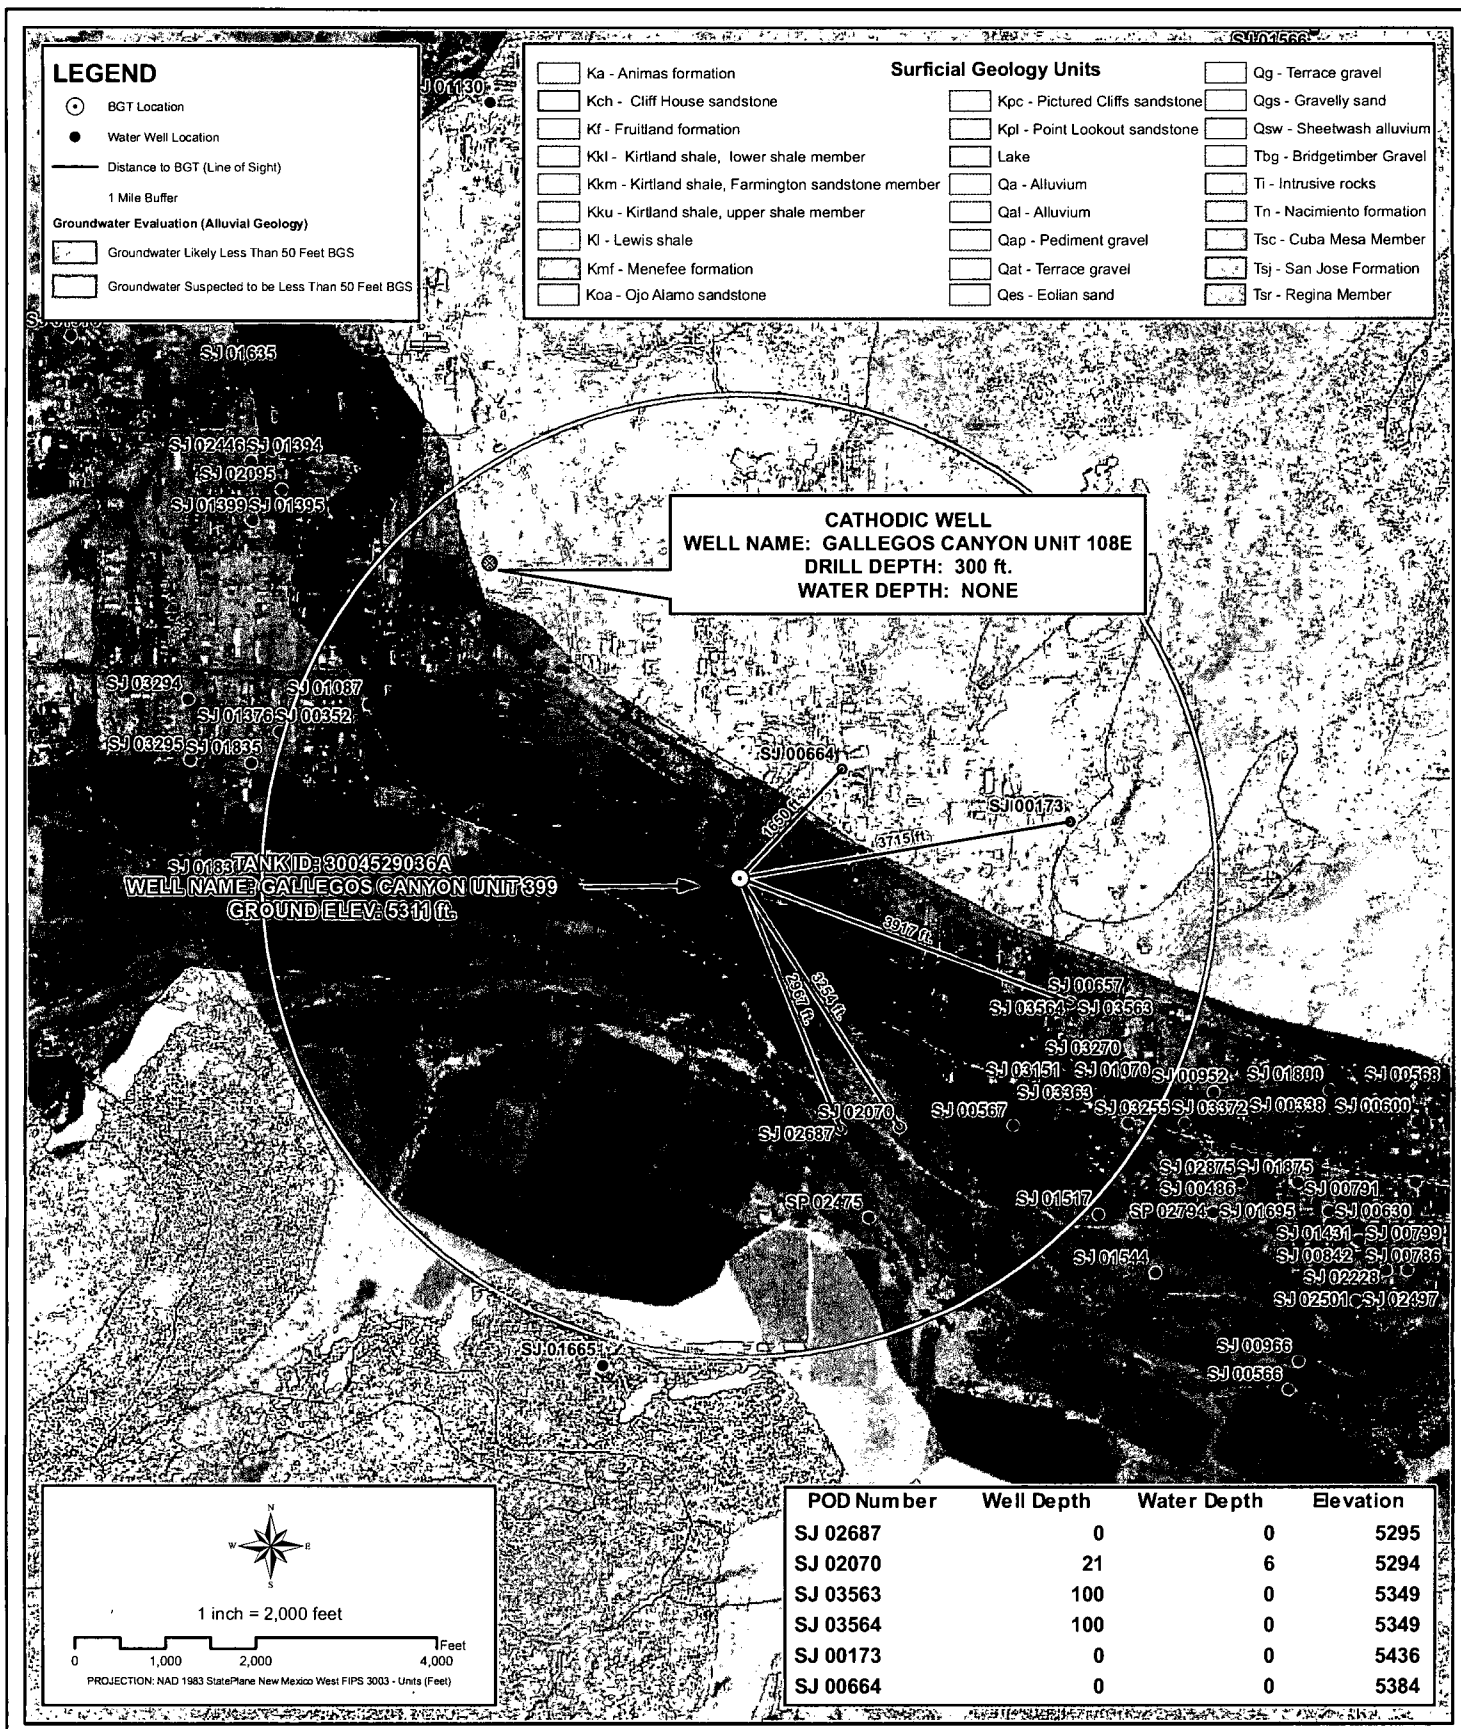 SJ 01566
LEGEND
BGT Location
Water Well Location
Distance to BGT (Line of Sight)
1 Mile Buffer
Groundwater Evaluation (Alluvial Geology)
Groundwater Likely Less Than 50 Feet BGS
Groundwater Suspected to be Less Than 50 Feet BGS
Surficial Geology Units
Ka - Animas formation
Kch - Cliff House sandstone
Kf - Fruitland formation
Kkl - Kirtland shale, lower shale member
Kkm - Kirtland shale, Farmington sandstone member
Kku - Kirtland shale, upper shale member
Kl - Lewis shale
Kmf - Menefee formation
Koa - Ojo Alamo sandstone
Kpc - Pictured Cliffs sandstone
Kpl - Point Lookout sandstone
Lake
Qa - Alluvium
Qal - Alluvium
Qap - Pediment gravel
Qat - Terrace gravel
Qes - Eolian sand
Qg - Terrace gravel
Qgs - Gravelly sand
Qsw - Sheetwash alluvium
Tbg - Bridgetimber Gravel
Ti - Intrusive rocks
Tn - Nacimiento formation
Tsc - Cuba Mesa Member
Tsj - San Jose Formation
Tsr - Regina Member
J 01130
SJ 01635
SJ 02446 SJ 01394
SJ 02095
SJ 01399 SJ 01395
CATHODIC WELL
WELL NAME: GALLEGOS CANYON UNIT 108E
DRILL DEPTH: 300 ft.
WATER DEPTH: NONE
SJ 03294
SJ 01087
SJ 01376 SJ 00352
SJ 03295 SJ 01835
SJ 00664
SJ 00173
1650 ft.
3715 ft.
SJ 0183
TANK ID: 3004529036A
WELL NAME: GALLEGOS CANYON UNIT 399
GROUND ELEV: 5311 ft.
3917 ft.
3254 ft.
2967 ft.
SJ 00657
SJ 03564 SJ 03563
SJ 03270
SJ 03151 SJ 01070 SJ 00952 SJ 01800 SJ 00568
SJ 03363
SJ 02070 SJ 00567 SJ 03255 SJ 03372 SJ 00338 SJ 00600
SJ 02687
SJ 02875 SJ 01875
SJ 00486 SJ 00791
SP 02475 SJ 01517 SP 02794 SJ 01695 SJ 00630
SJ 01431 SJ 00799
SJ 01544 SJ 00842 SJ 00786
SJ 02228
SJ 02501 SJ 02497
SJ 01665
SJ 00966
SJ 00566
N
W E
S
1 inch = 2,000 feet
Feet
0 1,000 2,000 4,000
PROJECTION: NAD 1983 StatePlane New Mexico West FIPS 3003 - Units (Feet)
POD Number Well Depth Water Depth Elevation
SJ 02687 0 0 5295
SJ 02070 21 6 5294
SJ 03563 100 0 5349
SJ 03564 100 0 5349
SJ 00173 0 0 5436
SJ 00664 0 0 5384